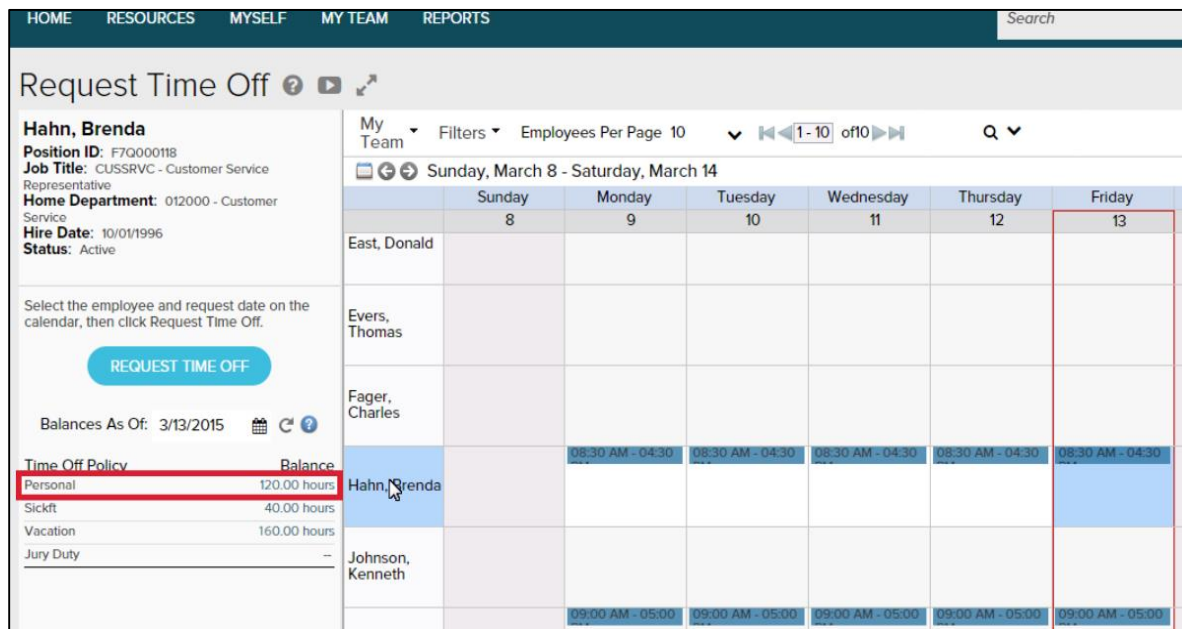 HOME RESOURCES MYSELF MY TEAM REPORTS Search
Request Time Off
Hahn, Brenda
Position ID: F7Q000118
Job Title: CUSSRVC - Customer Service
Representative
Home Department: 012000 - Customer
Service
Hire Date: 10/01/1996
Status: Active
Select the employee and request date on the
calendar, then click Request Time Off.
REQUEST TIME OFF
Balances As Of: 3/13/2015
Time Off Policy Balance
Personal 120.00 hours
Sickft 40.00 hours
Vacation 160.00 hours
Jury Duty --
My
Team Filters Employees Per Page 10 1 - 10 of10
Sunday, March 8 - Saturday, March 14
Sunday Monday Tuesday Wednesday Thursday Friday
8 9 10 11 12 13
East, Donald
Evers,
Thomas
Fager,
Charles
08:30 AM - 04:30 08:30 AM - 04:30 08:30 AM - 04:30 08:30 AM - 04:30 08:30 AM - 04:30
Hahn, Brenda
Johnson,
Kenneth
09:00 AM - 05:00 09:00 AM - 05:00 09:00 AM - 05:00 09:00 AM - 05:00 09:00 AM - 05:00